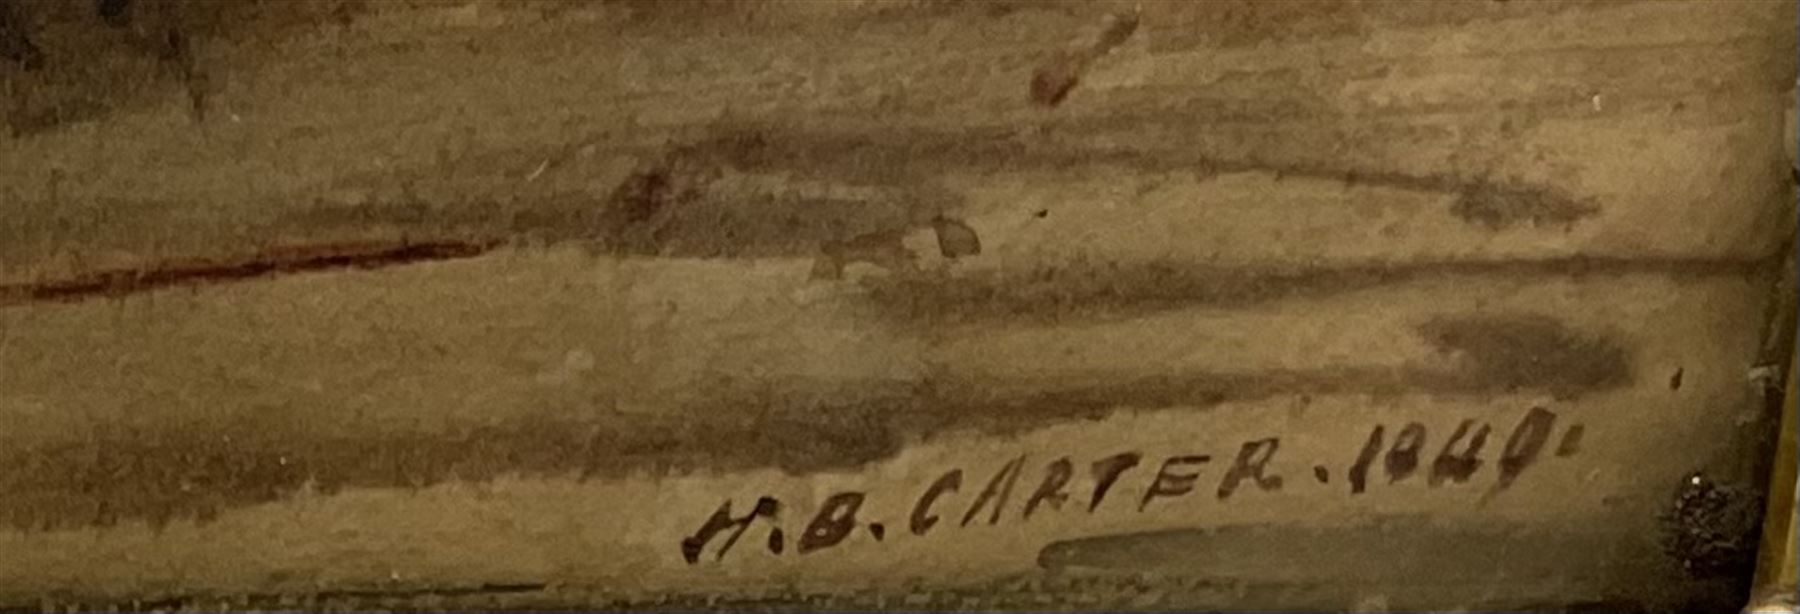 H.B. CARTER. 1849.